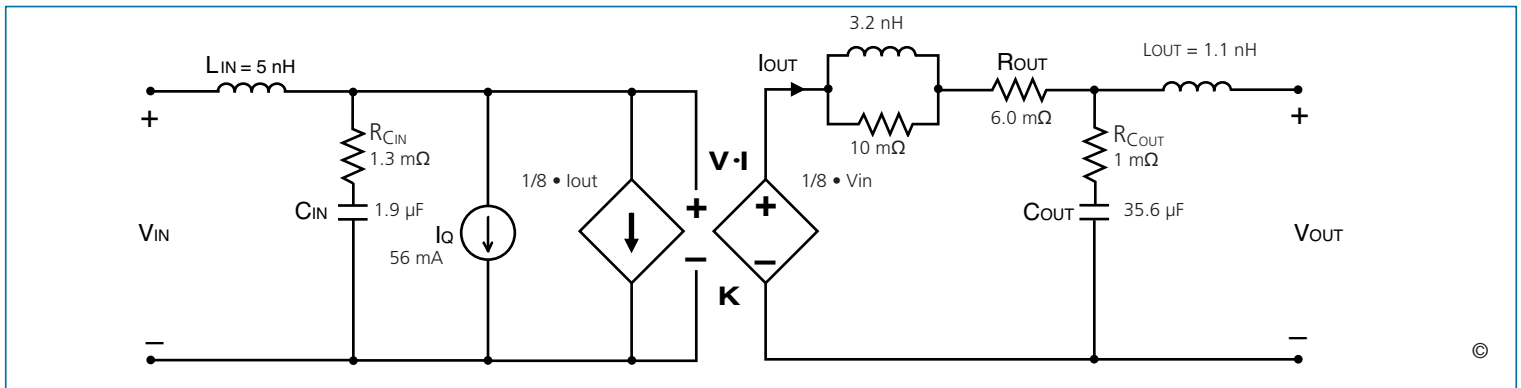 3.2 nH
LIN = 5 nH
IOUT
ROUT
LOUT = 1.1 nH
+
+
RCIN
1.3 mΩ
10 mΩ
6.0 mΩ
RCOUT
1 mΩ
V•I
1/8 • Iout
1/8 • Vin
+
+
CIN
1.9 µF
COUT
35.6 µF
VIN
IQ
56 mA
VOUT
–
–
K
–
–
©